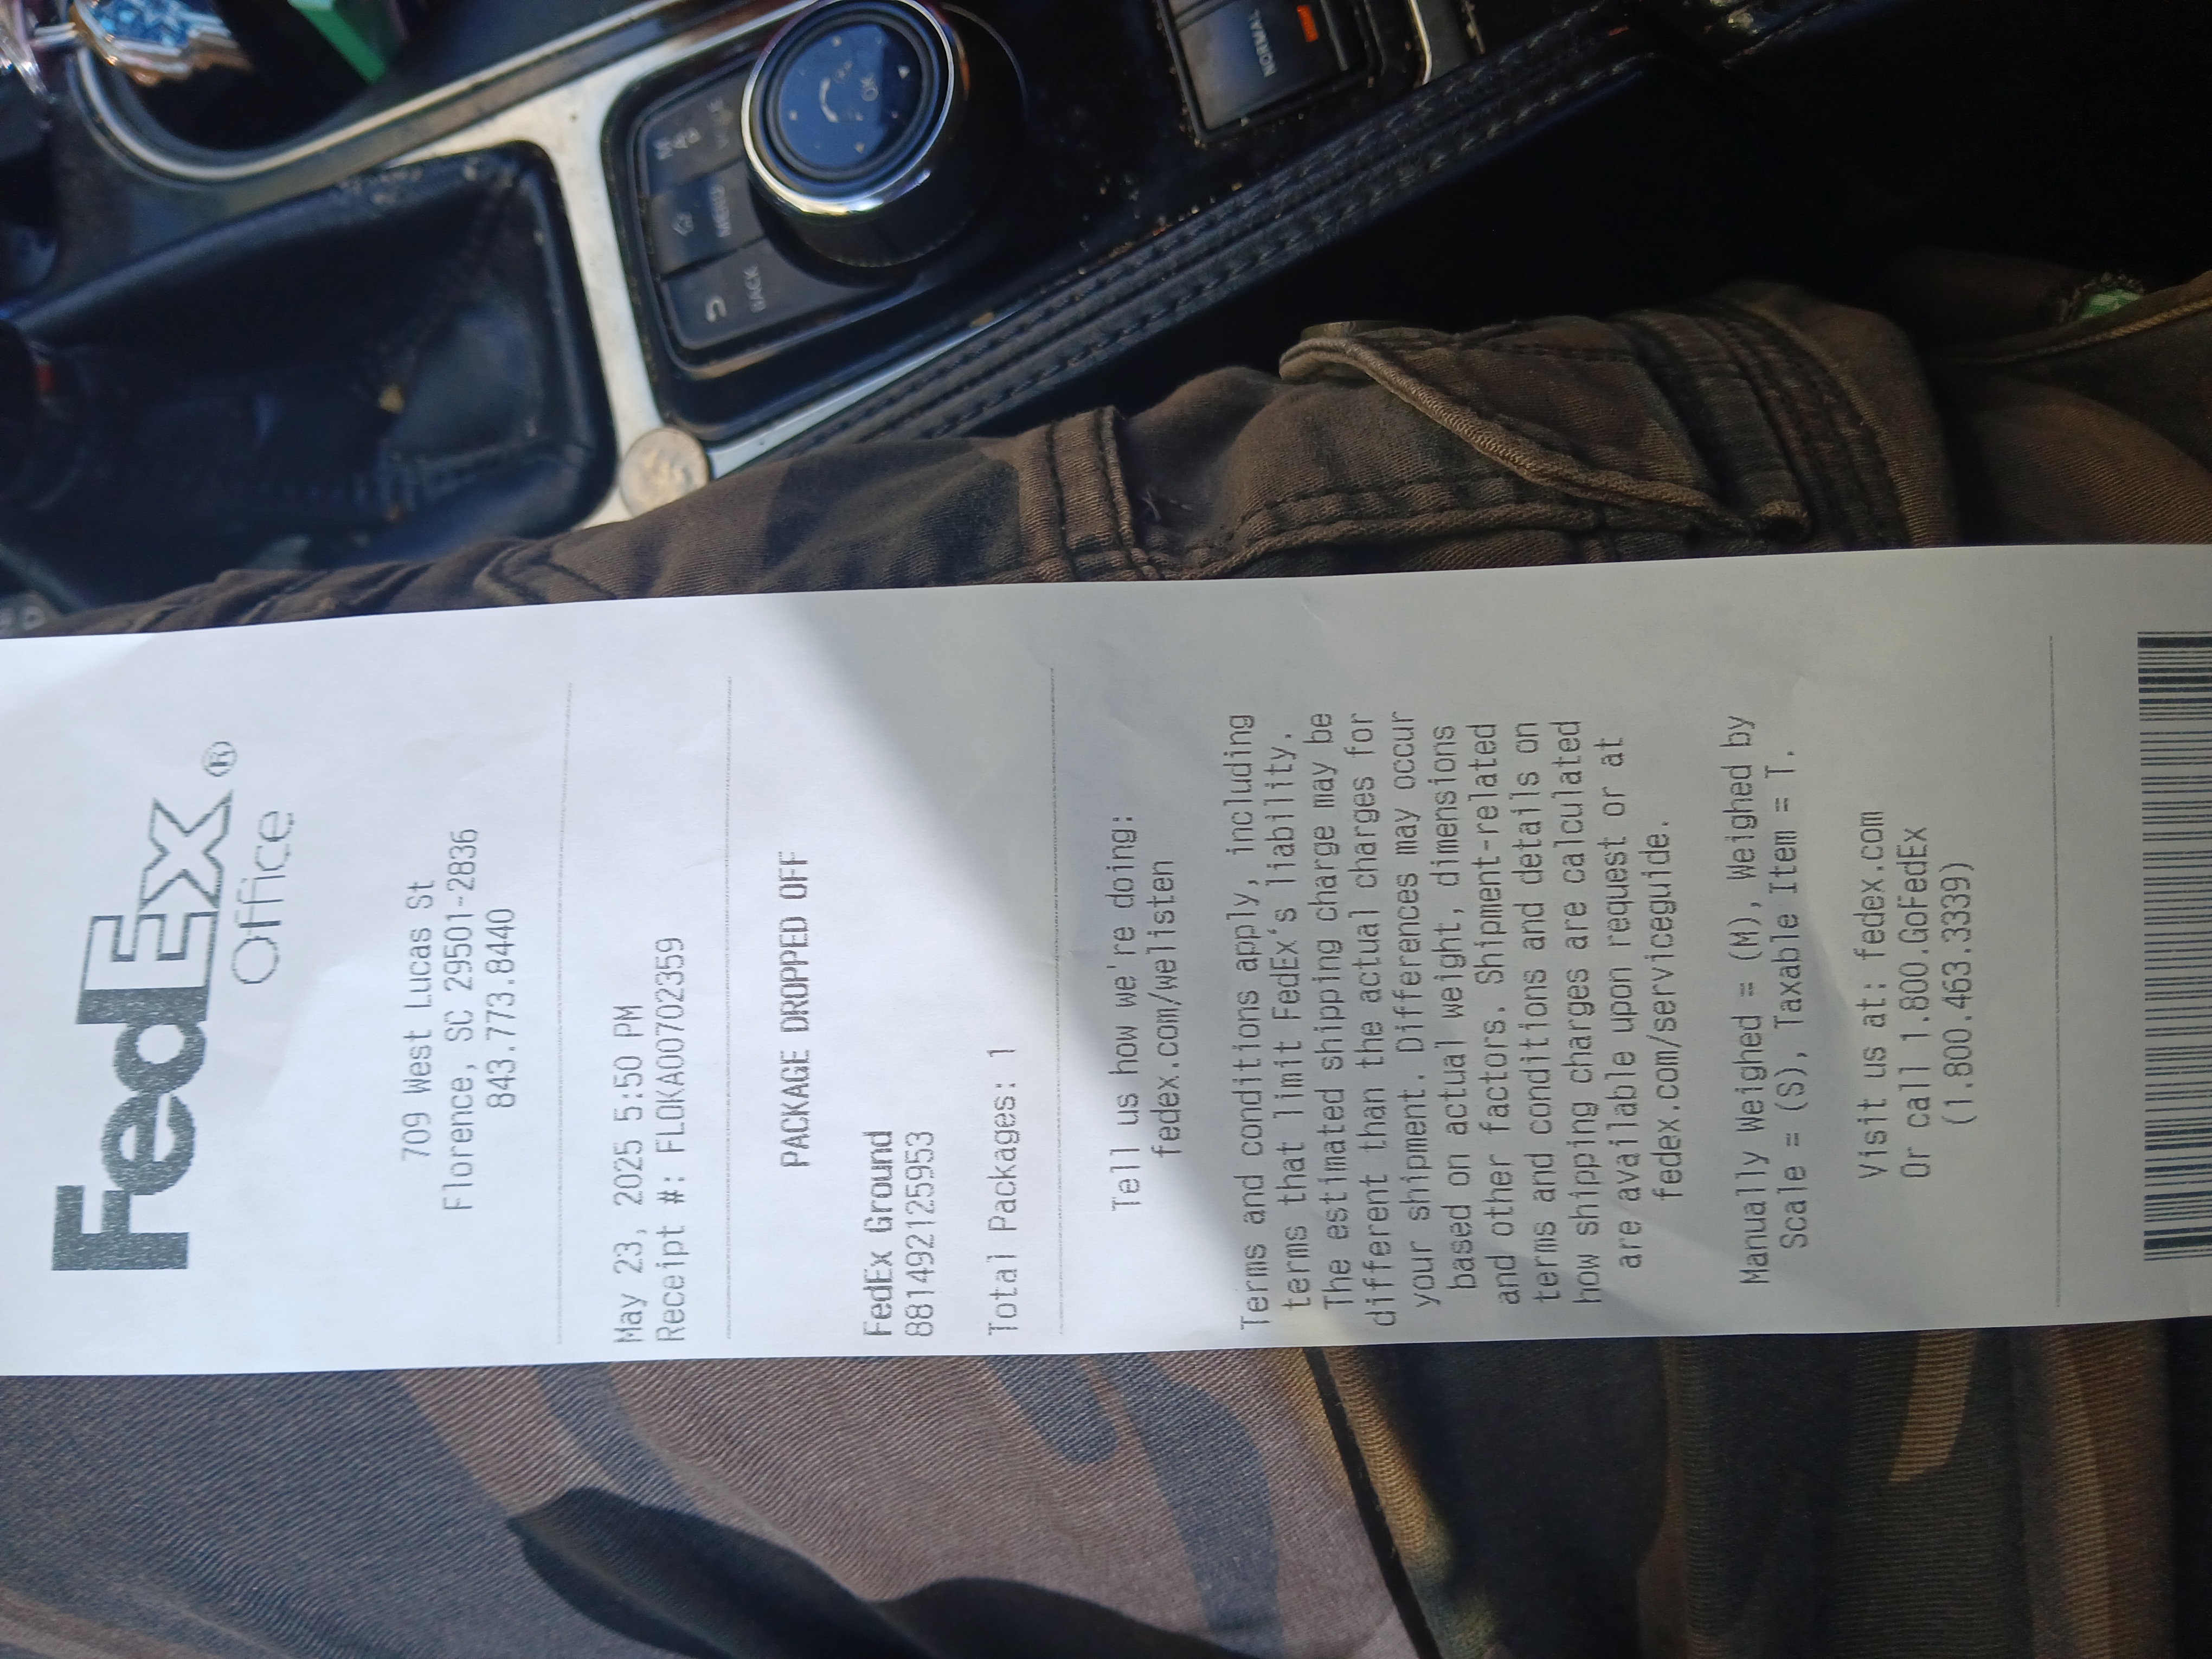 FedEx®
Office
709 West Lucas St
Florence, SC 29501-2836
843.773.8440
May 23, 2025 5:50 PM
Receipt #: FLOKA00702359
PACKAGE DROPPED OFF
FedEx Ground
881492125953
Total Packages: 1
Tell us how we're doing:
fedex.com/welisten
Terms and conditions apply, including
terms that limit FedEx's liability.
The estimated shipping charge may be
different than the actual charges for
your shipment. Differences may occur
based on actual weight, dimensions
and other factors. Shipment-related
terms and conditions and details on
how shipping charges are calculated
are available upon request or at
fedex.com/serviceguide.
Manually Weighed = (M), Weighed by
Scale = (S), Taxable Item = T.
Visit us at: fedex.com
Or call 1.800.GoFedEx
(1.800.463.3339)
BACK
MENU
MAP
OK
NORMAL